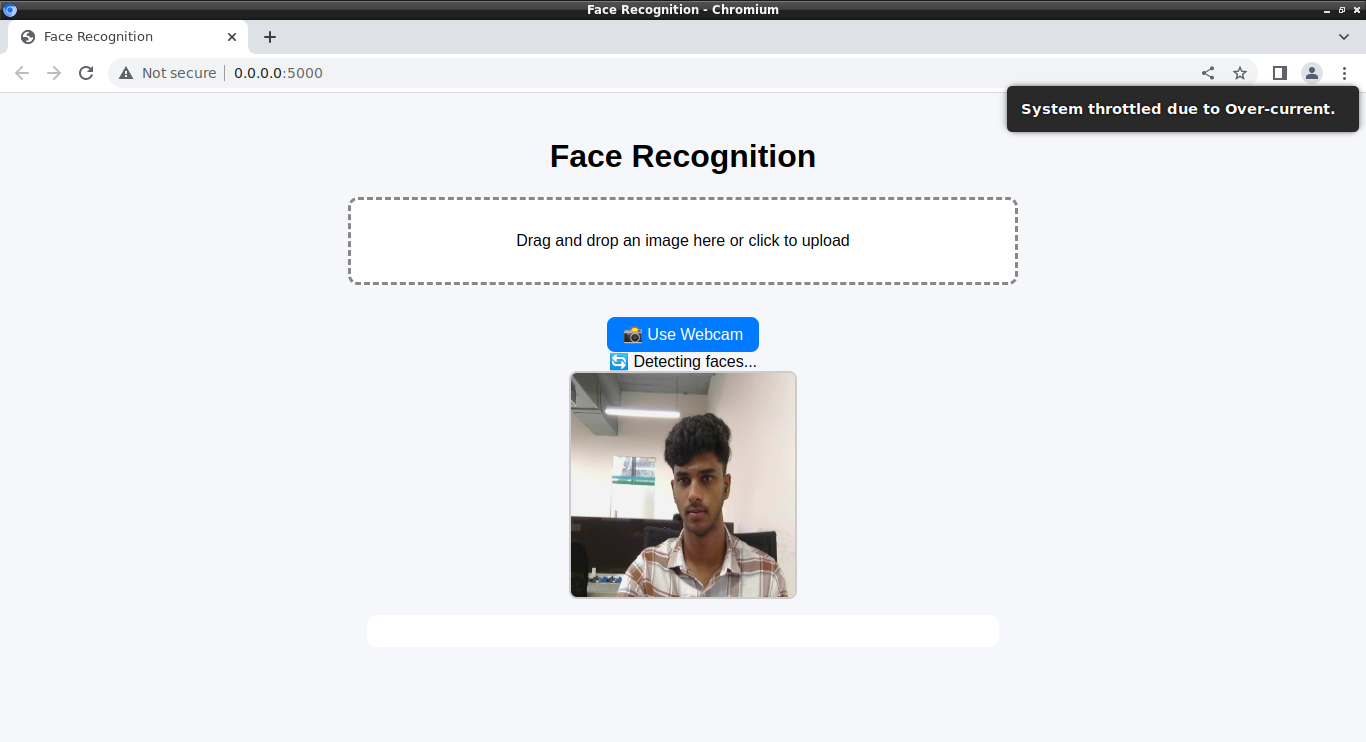 Face Recognition - Chromium
Face Recognition
Not secure
0.0.0.0:5000
System throttled due to Over-current.
Face Recognition
Drag and drop an image here or click to upload
📸 Use Webcam
🔄 Detecting faces...